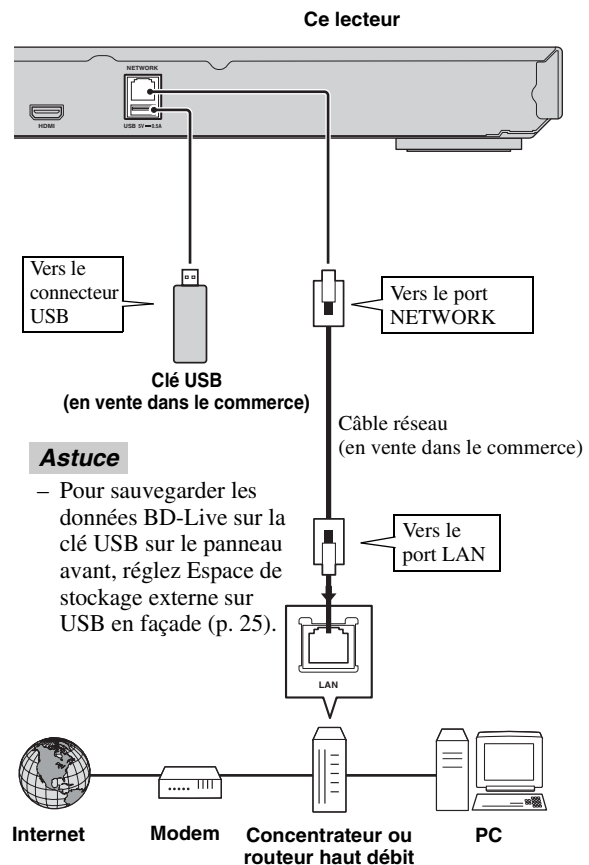 Ce lecteur
NETWORK
HDMI
USB 5V ⎓ 0.5A
Vers le
connecteur
USB
Vers le port
NETWORK
Clé USB
(en vente dans le commerce)
Câble réseau
(en vente dans le commerce)
Astuce
– Pour sauvegarder les
données BD-Live sur la
clé USB sur le panneau
avant, réglez Espace de
stockage externe sur
USB en façade (p. 25).
Vers le
port LAN
LAN
Internet
Modem
Concentrateur ou
routeur haut débit
PC